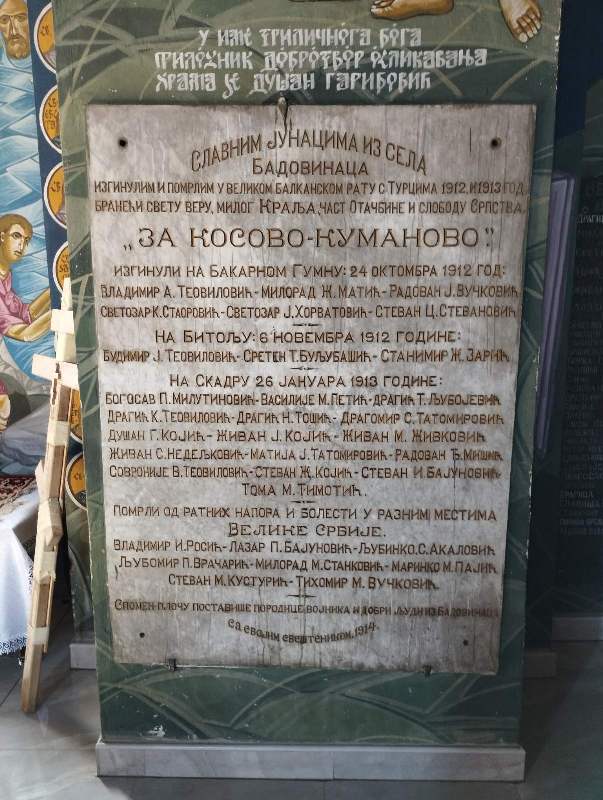 У ИМЕ ТРИЛИЧНОГА БОГА
ПРИЛОЖНИК ДОБРОТВОР ОСЛИКАВАЊА
ХРАМА ЈЕ ДУШАН ГАРИБОВИЋ
СЛАВНИМ ЈУНАЦИМА ИЗ СЕЛА
БАДОВИНАЦА
ИЗГИНУЛИМ И ПОМРЛИМ У ВЕЛИКОМ БАЛКАНСКОМ РАТУ С ТУРЦИМА 1912. И 1913 ГОД.
БРАНЕЋИ СВЕТУ ВЕРУ, МИЛОГ КРАЉА, ЧАСТ ОТАЧБИНЕ И СЛОБОДУ СРПСТВА.
„ЗА КОСОВО-КУМАНОВО“:
ИЗГИНУЛИ НА БАКАРНОМ ГУМНУ: 24 ОКТОМБРА 1912 ГОД:
ВЛАДИМИР А. ТЕОВИЛОВИЋ - МИЛОРАД Ж. МАТИЋ - РАДОВАН Ј. ВУЧКОВИЋ
СВЕТОЗАР К. СТАОРОВИЋ - СВЕТОЗАР Ј. ХОРВАТОВИЋ - СТЕВАН Ц. СТЕВАНОВИЋ
НА БИТОЉУ: 6 НОВЕМБРА 1912 ГОДИНЕ:
БУДИМИР Ј. ТЕОВИЛОВИЋ - СРЕТЕН Т. БУЉУБАШИЋ - СТАНИМИР Ж. ЗАРИЋ.
НА СКАДРУ 26 ЈАНУАРА 1913 ГОДИНЕ:
БОГОСАВ П. МИЛУТИНОВИЋ - ВАСИЛИЈЕ М. ПЕТИЋ - ДРАГИЋ Т. ЉУБОЈЕВИЋ
ДРАГИЋ К. ТЕОВИЛОВИЋ - ДРАГИЋ Н. ТОШИЋ - ДРАГОМИР С. ТАТОМИРОВИЋ
ДУШАН Г. КОЈИЋ - ЖИВАН Ј. КОЈИЋ - ЖИВАН М. ЖИВКОВИЋ
ЖИВАН С. НЕДЕЉКОВИЋ - МАТИЈА Ј. ТАТОМИРОВИЋ - РАДОВАН Ђ. МИШИЋ
СОВРОНИЈЕ В. ТЕОВИЛОВИЋ - СТЕВАН Ж. КОЈИЋ - СТЕВАН И. БАЈУНОВИЋ
ТОМА М. ТИМОТИЋ.
ПОМРЛИ ОД РАТНИХ НАПОРА И БОЛЕСТИ У РАЗНИМ МЕСТИМА
ВЕЛИКЕ СРБИЈЕ.
ВЛАДИМИР И. РОСИЋ - ЛАЗАР П. БАЈУНОВИЋ - ЉУБИНКО. С. АКАЛОВИЋ
ЉУБОМИР П. ВРАЧАРИЋ - МИЛОРАД М. СТАНКОВИЋ - МАРИНКО М. ПАЈИЋ
СТЕВАН М. КУСТУРИЋ - ТИХОМИР М. ВУЧКОВИЋ.
СПОМЕН-ПЛОЧУ ПОСТАВИШЕ ПОРОДИЦЕ ВОЈНИКА И ДОБРИ ЉУДИ ИЗ БАДОВИНАЦА
СА СВОЈИМ СВЕШТЕНИЦЕМ. 1914.